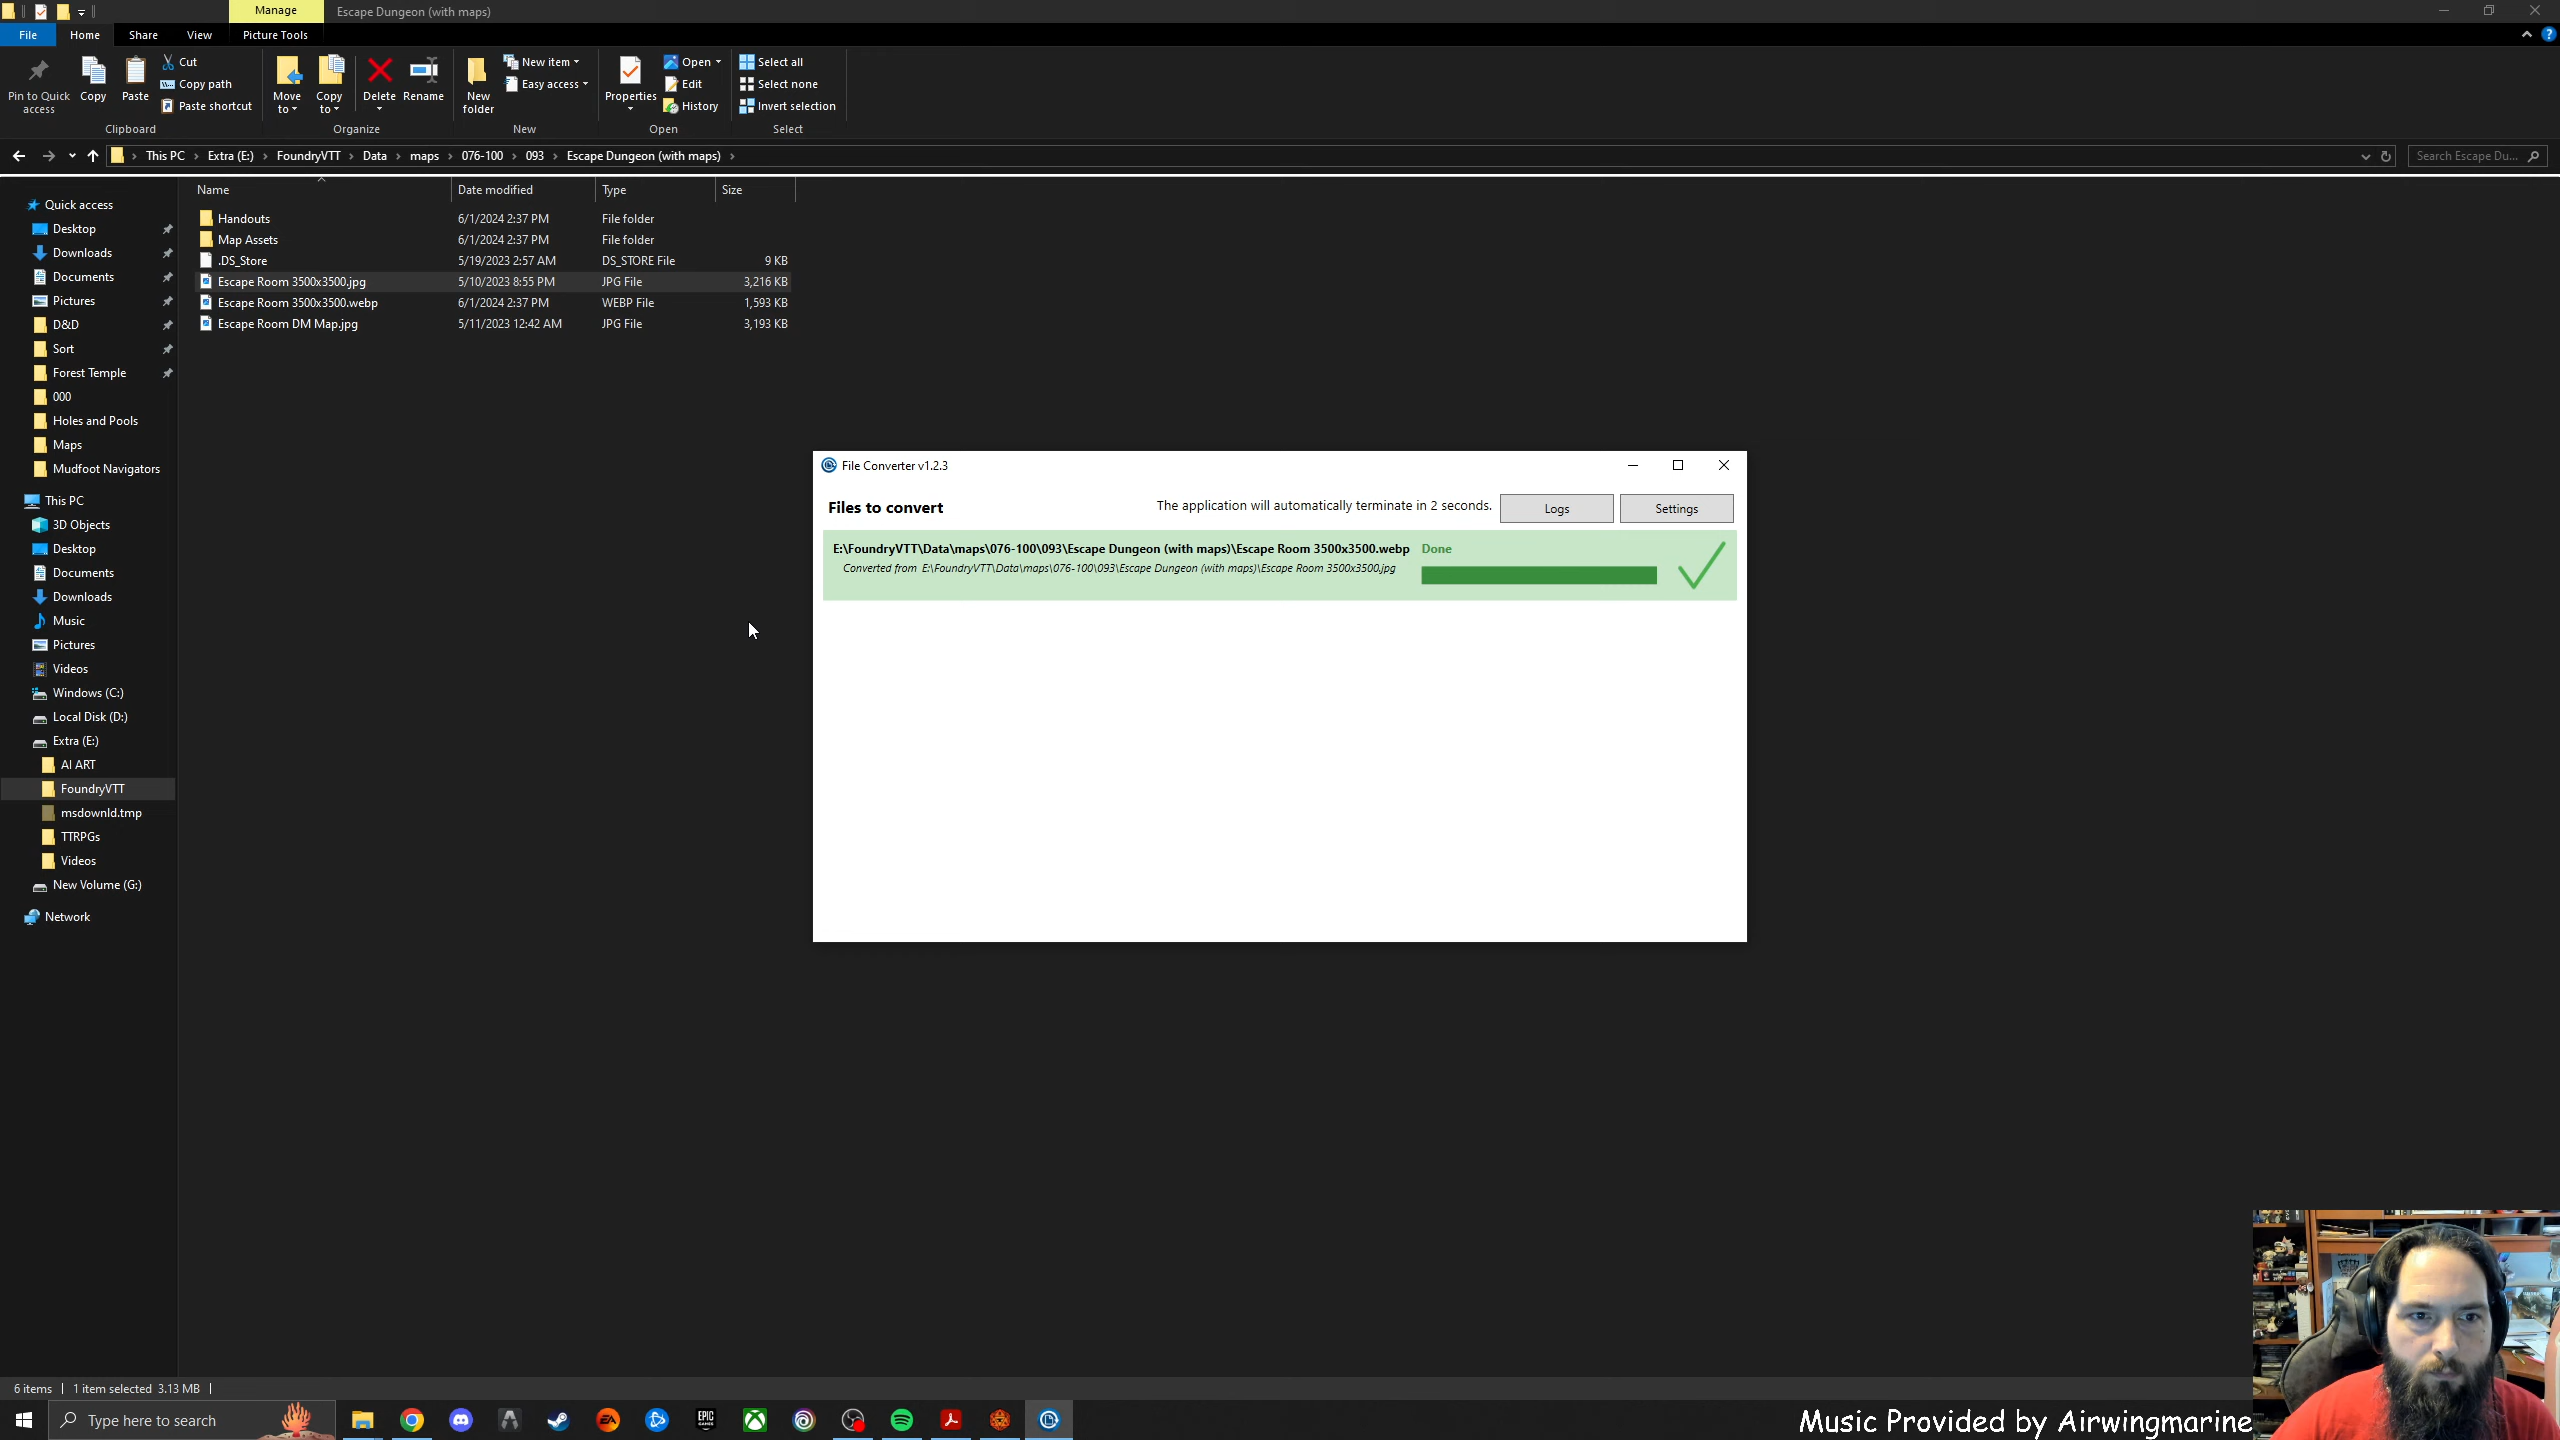 Manage
Escape Dungeon (with maps)
File
Home
Share
View
Picture Tools
Pin to Quick access
Copy
Paste
Cut
Copy path
Paste shortcut
Clipboard
Move to
Copy to
Delete
Rename
Organize
New folder
New item
Easy access
New
Properties
Open
Edit
History
Open
Select all
Select none
Invert selection
Select
This PC › Extra (E:) › FoundryVTT › Data › maps › 076-100 › 093 › Escape Dungeon (with maps) ›
Search Escape Du...
Name Date modified Type Size
Handouts 6/1/2024 2:37 PM File folder
Map Assets 6/1/2024 2:37 PM File folder
.DS_Store 5/19/2023 2:57 AM DS_STORE File 9 KB
Escape Room 3500x3500.jpg 5/10/2023 8:55 PM JPG File 3,216 KB
Escape Room 3500x3500.webp 6/1/2024 2:37 PM WEBP File 1,593 KB
Escape Room DM Map.jpg 5/11/2023 12:42 AM JPG File 3,193 KB
Quick access
Desktop
Downloads
Documents
Pictures
D&D
Sort
Forest Temple
000
Holes and Pools
Maps
Mudfoot Navigators
This PC
3D Objects
Desktop
Documents
Downloads
Music
Pictures
Videos
Windows (C:)
Local Disk (D:)
Extra (E:)
AI ART
FoundryVTT
msdownld.tmp
TTRPGs
Videos
New Volume (G:)
Network
File Converter v1.2.3
Files to convert
The application will automatically terminate in 2 seconds.
Logs
Settings
E:\FoundryVTT\Data\maps\076-100\093\Escape Dungeon (with maps)\Escape Room 3500x3500.webp Done
Converted from E:\FoundryVTT\Data\maps\076-100\093\Escape Dungeon (with maps)\Escape Room 3500x3500.jpg
6 items
1 item selected 3.13 MB
Type here to search
EPIC GAMES
EA
Music Provided by Airwingmarine